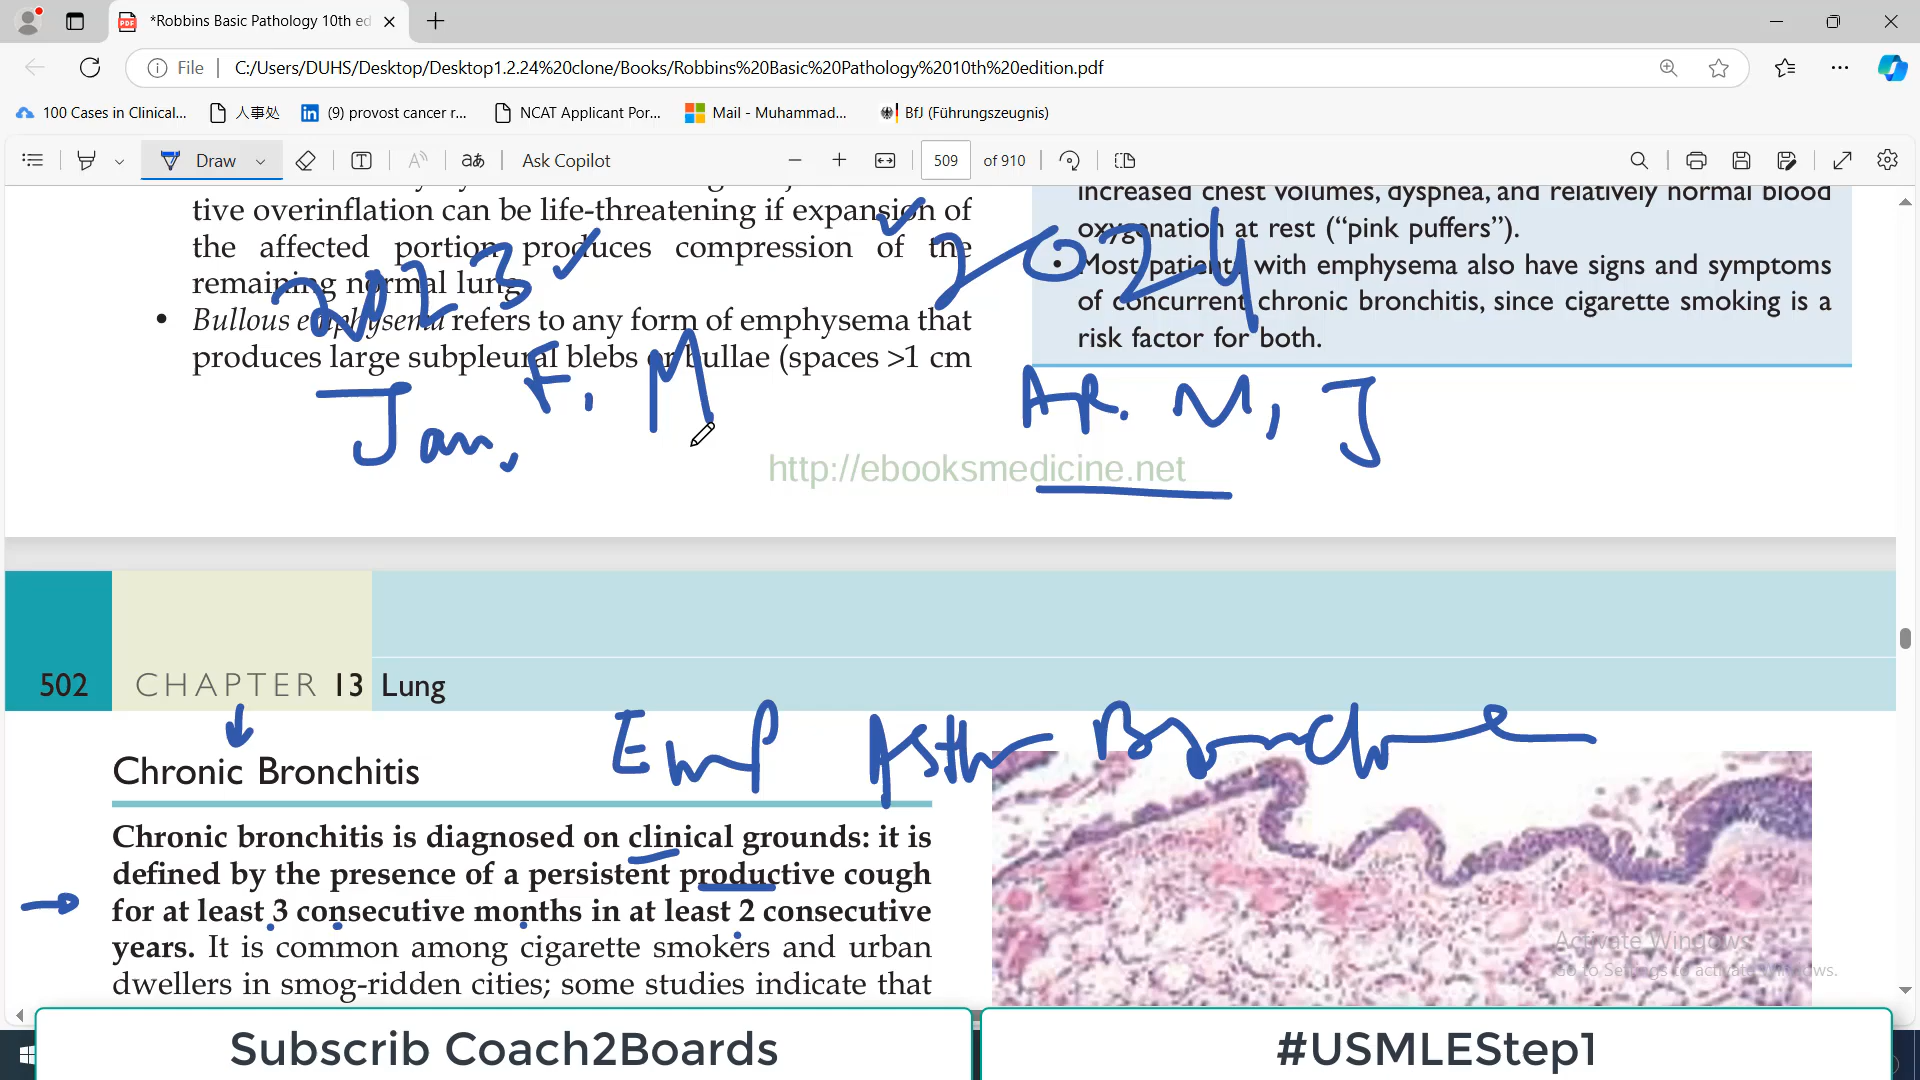 *Robbins Basic Pathology 10th ed
File
C:/Users/DUHS/Desktop/Desktop1.2.24%20clone/Books/Robbins%20Basic%20Pathology%2010th%20edition.pdf
100 Cases in Clinical...
人事处
(9) provost cancer r...
NCAT Applicant Por...
Mail - Muhammad...
BfJ (Führungszeugnis)
Draw
Ask Copilot
509 of 910
tive overinflation can be life-threatening if expansion of
the affected portion produces compression of the
remaining normal lung.
• Bullous emphysema refers to any form of emphysema that
produces large subpleural blebs or bullae (spaces >1 cm
increased chest volumes, dyspnea, and relatively normal blood
oxygenation at rest (“pink puffers”).
• Most patients with emphysema also have signs and symptoms
of concurrent chronic bronchitis, since cigarette smoking is a
risk factor for both.
2023
2024
Jan, F, M
AP. M, J
http://ebooksmedicine.net
502 CHAPTER 13 Lung
Emp Asth
Chronic Bronchitis
Chronic bronchitis is diagnosed on clinical grounds: it is
defined by the presence of a persistent productive cough
for at least 3 consecutive months in at least 2 consecutive
years. It is common among cigarette smokers and urban
dwellers in smog-ridden cities; some studies indicate that
Activate Windows
Go to Settings to activate Windows.
Subscrib Coach2Boards
#USMLEStep1